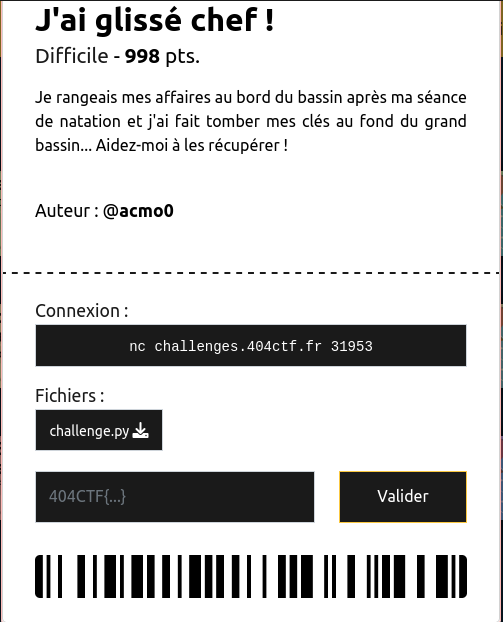 J'ai glissé chef !
Difficile - 998 pts.
Je rangeais mes affaires au bord du bassin après ma séance
de natation et j'ai fait tomber mes clés au fond du grand
bassin... Aidez-moi à les récupérer !
Auteur : @acmo0
Connexion :
nc challenges.404ctf.fr 31953
Fichiers :
challenge.py
404CTF{...}
Valider